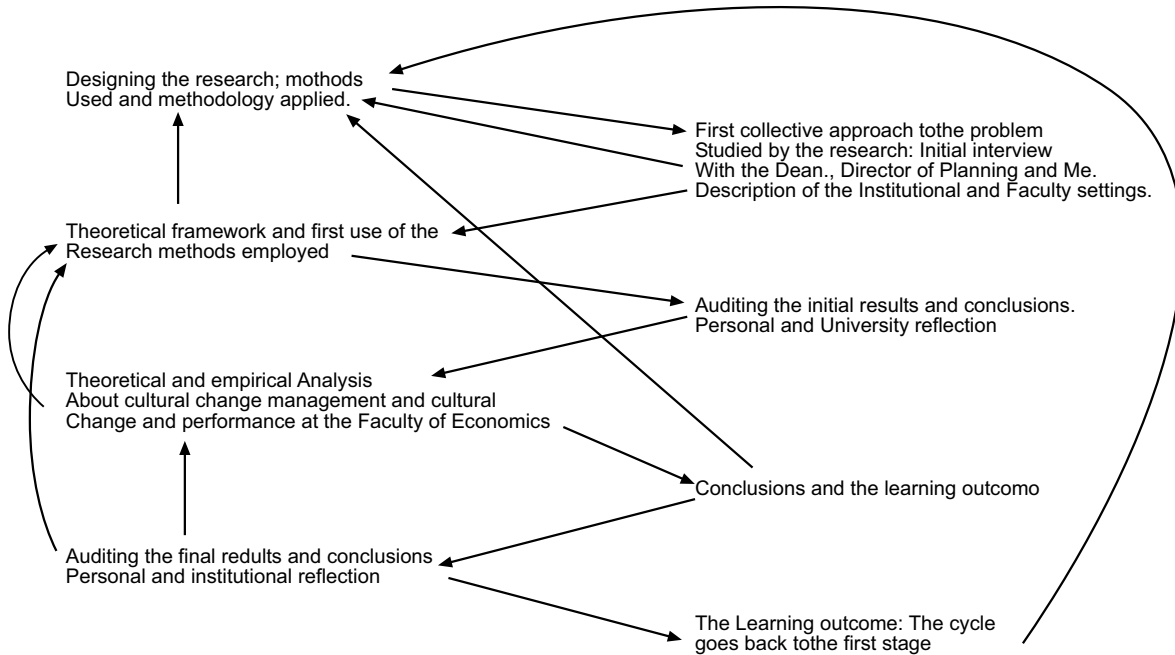 Designing the research; mothods
Used and methodology applied.
First collective approach tothe problem
Studied by the research: Initial interview
With the Dean., Director of Planning and Me.
Description of the Institutional and Faculty settings.
Theoretical framework and first use of the
Research methods employed
Auditing the initial results and conclusions.
Personal and University reflection
Theoretical and empirical Analysis
About cultural change management and cultural
Change and performance at the Faculty of Economics
Conclusions and the learning outcomo
Auditing the final redults and conclusions
Personal and institutional reflection
The Learning outcome: The cycle
goes back tothe first stage